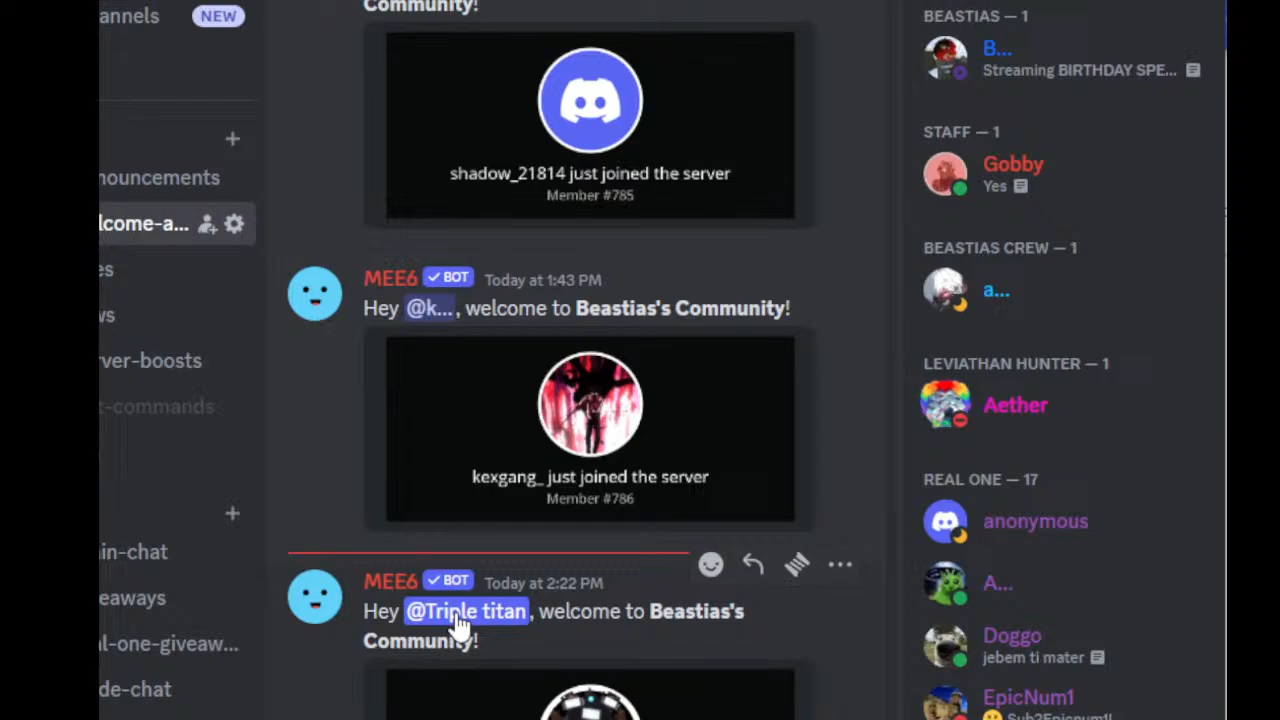 annels NEW
nouncements
lcome-a...
es
ws
rver-boosts
t-commands
in-chat
eaways
al-one-giveaw...
de-chat
Community!
shadow_21814 just joined the server
Member #785
MEE6 BOT Today at 1:43 PM
Hey @k..., welcome to Beastias's Community!
kexgang_ just joined the server
Member #786
MEE6 BOT Today at 2:22 PM
Hey @Triple titan, welcome to Beastias's
Community!
BEASTIAS — 1
B...
Streaming BIRTHDAY SPE...
STAFF — 1
Gobby
Yes
BEASTIAS CREW — 1
a...
LEVIATHAN HUNTER — 1
Aether
REAL ONE — 17
anonymous
A...
Doggo
jebem ti mater
EpicNum1
Sub2Epicnum1!